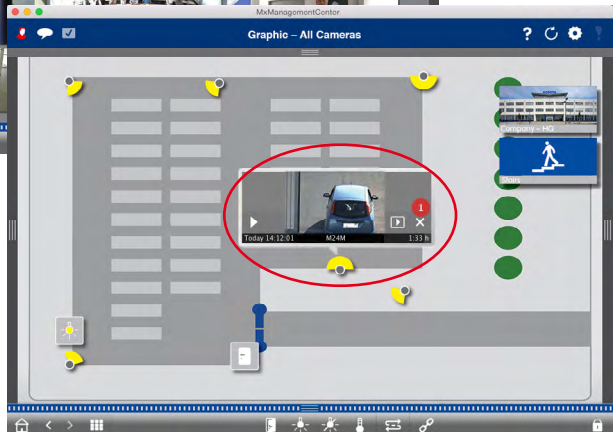 MxManagementCenter
Graphic – All Cameras
?
Company – HQ
Stairs
1
Today 14:12:01 M24M 1:33 h